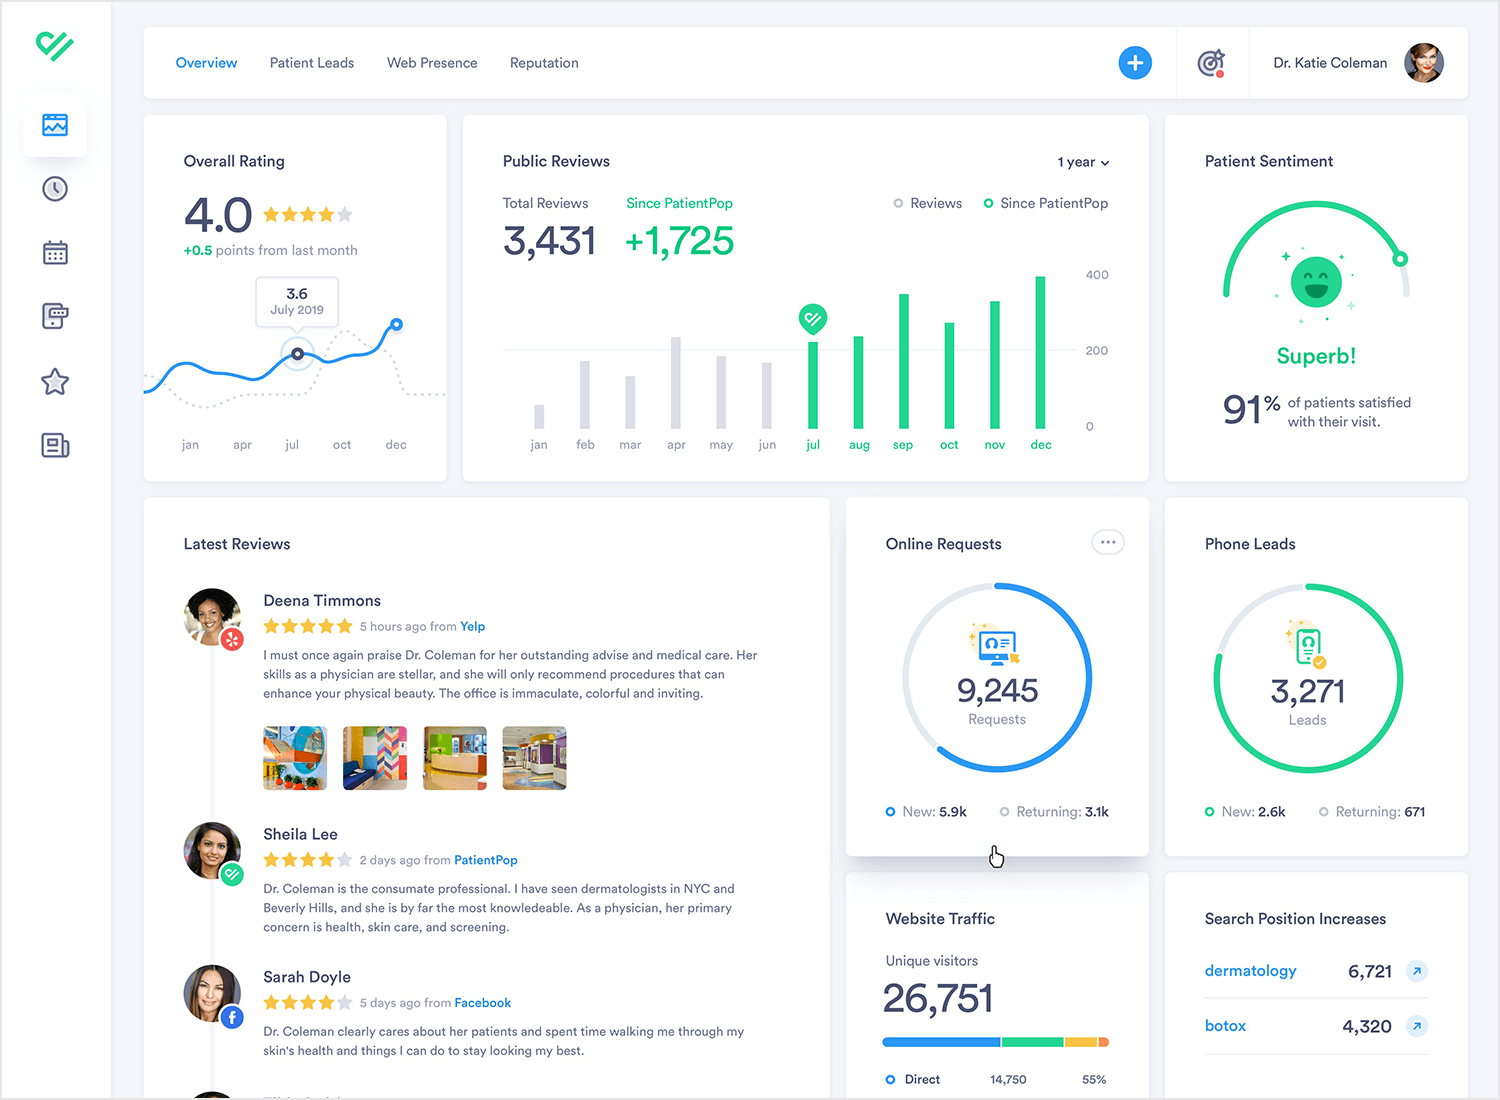 Overview
Patient Leads
Web Presence
Reputation
Dr. Katie Coleman
Overall Rating
4.0
+0.5 points from last month
3.6
July 2019
jan apr jul oct dec
Public Reviews
1 year
Total Reviews
3,431
Since PatientPop
+1,725
Reviews
Since PatientPop
400
200
0
jan feb mar apr may jun jul aug sep oct nov dec
Patient Sentiment
Superb!
91% of patients satisfied
with their visit.
Latest Reviews
Deena Timmons
5 hours ago from Yelp
I must once again praise Dr. Coleman for her outstanding advise and medical care. Her
skills as a physician are stellar, and she will only recommend procedures that can
enhance your physical beauty. The office is immaculate, colorful and inviting.
Sheila Lee
2 days ago from PatientPop
Dr. Coleman is the consumate professional. I have seen dermatologists in NYC and
Beverly Hills, and she is by far the most knowledeable. As a physician, her primary
concern is health, skin care, and screening.
Sarah Doyle
5 days ago from Facebook
Dr. Coleman clearly cares about her patients and spent time walking me through my
skin's health and things I can do to stay looking my best.
Online Requests
9,245
Requests
New: 5.9k
Returning: 3.1k
Phone Leads
3,271
Leads
New: 2.6k
Returning: 671
Website Traffic
Unique visitors
26,751
Direct 14,750 55%
Search Position Increases
dermatology 6,721
botox 4,320